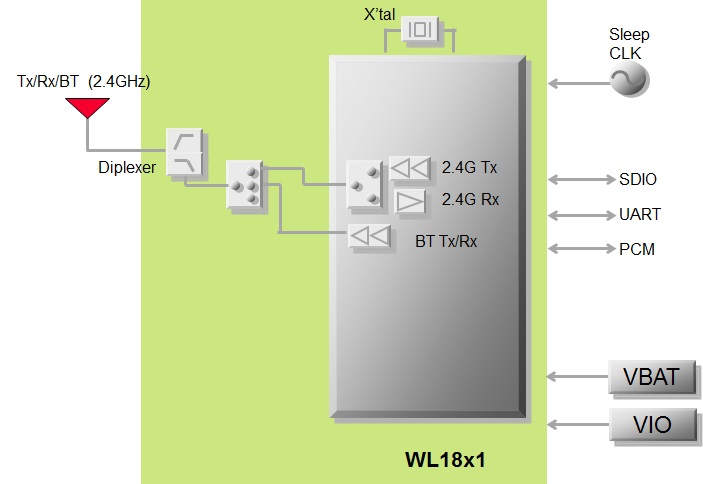 X'tal
Sleep
CLK
Tx/Rx/BT (2.4GHz)
Diplexer
2.4G Tx
2.4G Rx
BT Tx/Rx
SDIO
UART
PCM
VBAT
VIO
WL18x1